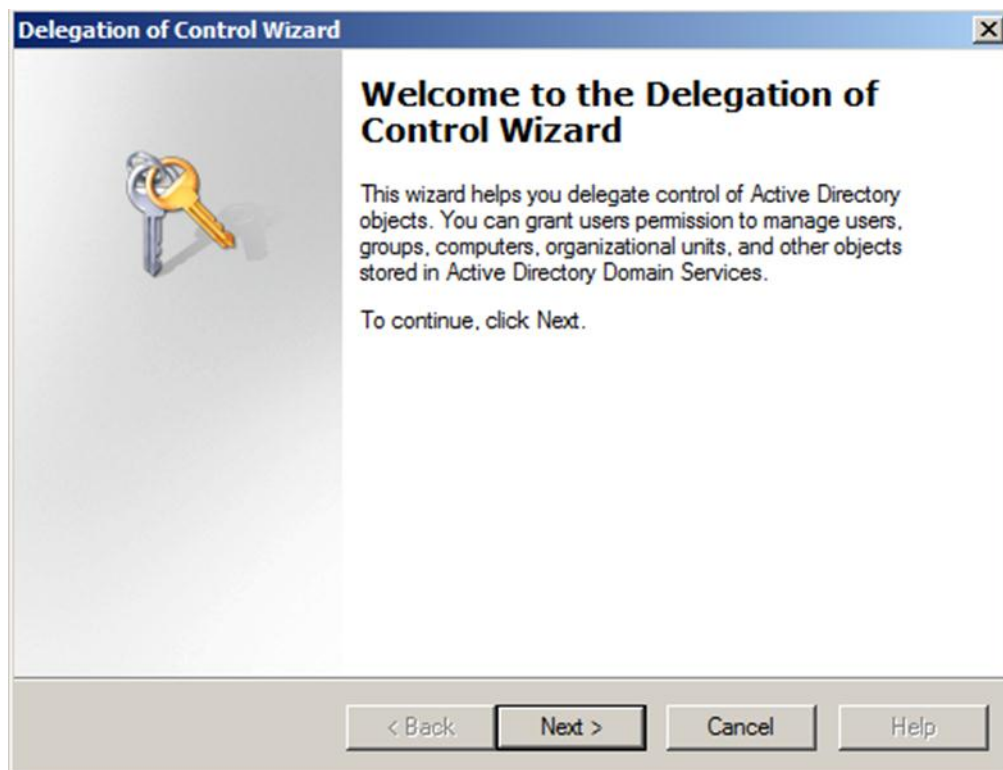 Delegation of Control Wizard
Welcome to the Delegation of
Control Wizard
This wizard helps you delegate control of Active Directory
objects. You can grant users permission to manage users,
groups, computers, organizational units, and other objects
stored in Active Directory Domain Services.
To continue, click Next.
< Back Next > Cancel Help